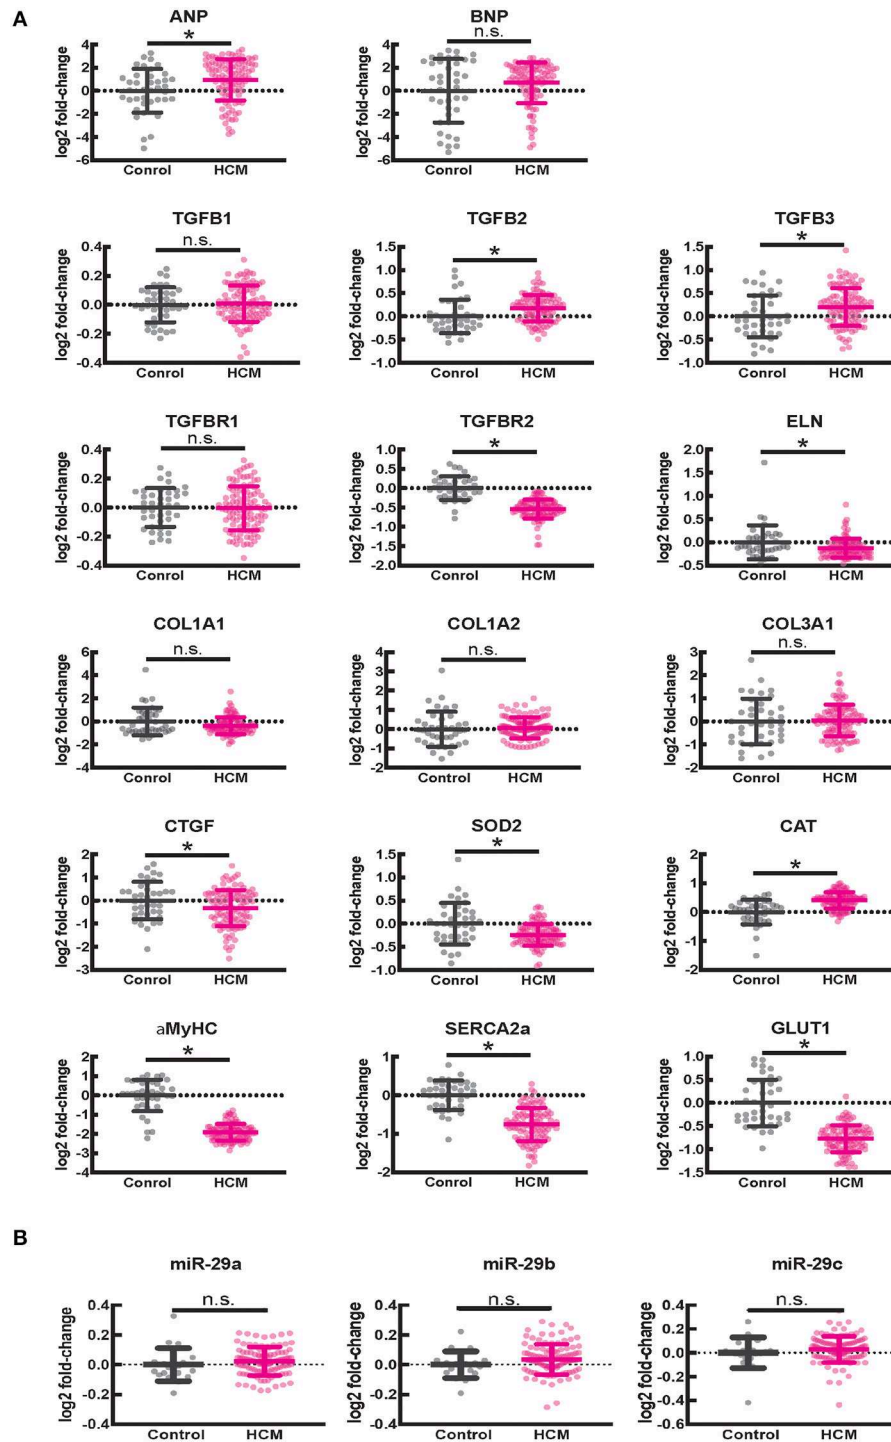 A
ANP
*
log2 fold-change
4
2
0
-2
-4
-6
Conrol HCM
BNP
n.s.
log2 fold-change
4
2
0
-2
-4
-6
Conrol HCM
TGFB1
n.s.
log2 fold-change
0.4
0.2
0.0
-0.2
-0.4
Conrol HCM
TGFB2
*
log2 fold-change
1.5
1.0
0.5
0.0
-0.5
-1.0
Conrol HCM
TGFB3
*
log2 fold-change
1.5
1.0
0.5
0.0
-0.5
-1.0
Conrol HCM
TGFBR1
n.s.
log2 fold-change
0.4
0.2
0.0
-0.2
-0.4
Conrol HCM
TGFBR2
*
log2 fold-change
1.0
0.5
0.0
-0.5
-1.0
-1.5
-2.0
Conrol HCM
ELN
*
log2 fold-change
2.0
1.5
1.0
0.5
0.0
-0.5
Conrol HCM
COL1A1
n.s.
log2 fold-change
6
4
2
0
-2
-4
Conrol HCM
COL1A2
n.s.
log2 fold-change
4
3
2
1
0
-1
-2
Control HCM
COL3A1
n.s.
log2 fold-change
3
2
1
0
-1
-2
Conrol HCM
CTGF
*
log2 fold-change
2
1
0
-1
-2
-3
Conrol HCM
SOD2
*
log2 fold-change
1.5
1.0
0.5
0.0
-0.5
-1.0
Conrol HCM
CAT
*
log2 fold-change
2
1
0
-1
-2
Conrol HCM
aMyHC
*
log2 fold-change
2
1
0
-1
-2
-3
-4
Conrol HCM
SERCA2a
*
log2 fold-change
1
0
-1
-2
Conrol HCM
GLUT1
*
log2 fold-change
1.0
0.5
0.0
-0.5
-1.0
-1.5
Conrol HCM
B
miR-29a
n.s.
log2 fold-change
0.4
0.2
0.0
-0.2
-0.4
Control HCM
miR-29b
n.s.
log2 fold-change
0.4
0.2
0.0
-0.2
-0.4
Control HCM
miR-29c
n.s.
log2 fold-change
0.4
0.2
0.0
-0.2
-0.4
-0.6
Control HCM